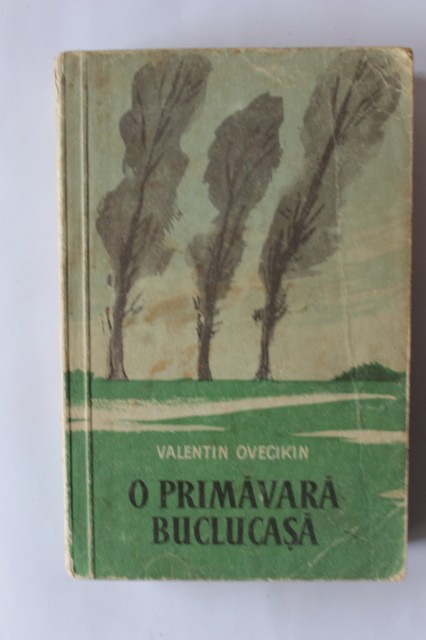 VALENTIN OVECIKIN
O PRIMĂVARĂ
BUCLUCAȘĂ